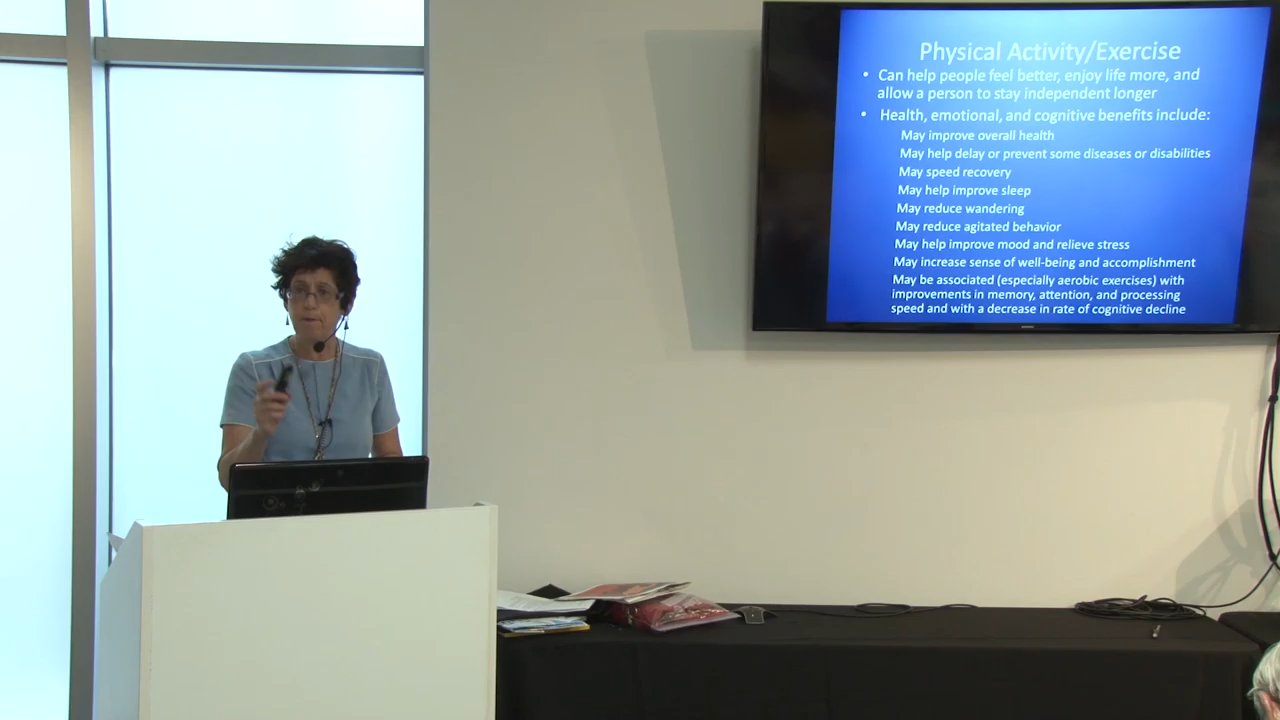 Physical Activity/Exercise
• Can help people feel better, enjoy life more, and
allow a person to stay independent longer
• Health, emotional, and cognitive benefits include:
May improve overall health
May help delay or prevent some diseases or disabilities
May speed recovery
May help improve sleep
May reduce wandering
May reduce agitated behavior
May help improve mood and relieve stress
May increase sense of well-being and accomplishment
May be associated (especially aerobic exercises) with
improvements in memory, attention, and processing
speed and with a decrease in rate of cognitive decline